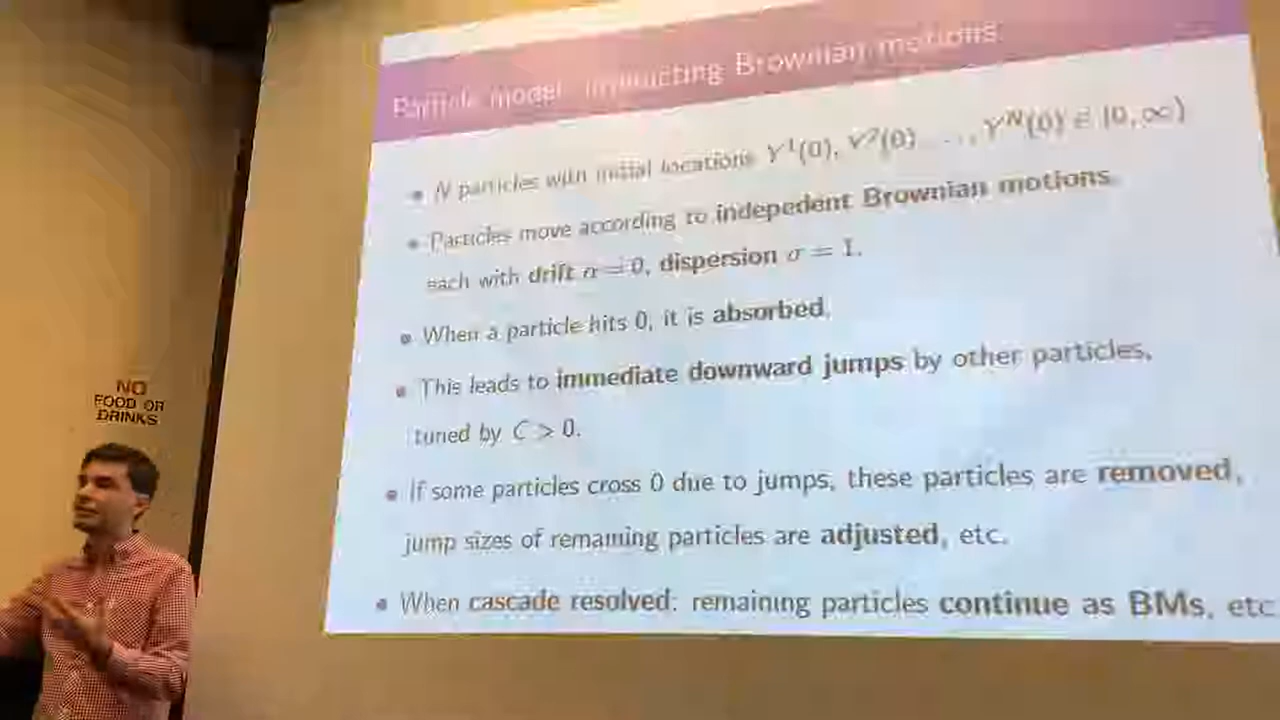 Particle model: interacting Brownian motions
N particles with initial locations Y¹(0), Y²(0), ..., Yᴺ(0) ∈ [0, ∞)
Particles move according to indepedent Brownian motions,
each with drift α = 0, dispersion σ = 1.
When a particle hits 0, it is absorbed.
This leads to immediate downward jumps by other particles,
tuned by C > 0.
If some particles cross 0 due to jumps, these particles are removed,
jump sizes of remaining particles are adjusted, etc.
When cascade resolved: remaining particles continue as BMs, etc
NO
FOOD OR
DRINKS